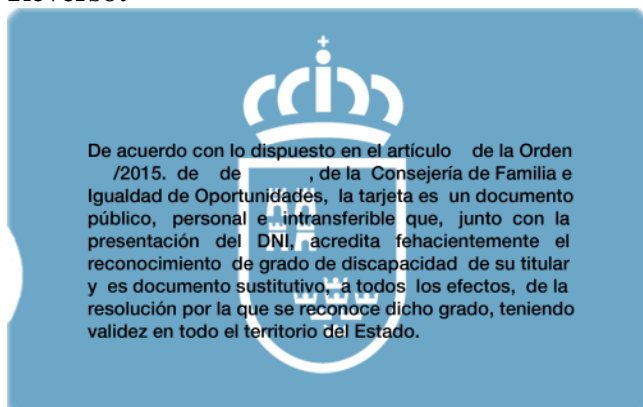 De acuerdo con lo dispuesto en el artículo de la Orden
/2015. de de , de la Consejería de Familia e
Igualdad de Oportunidades, la tarjeta es un documento
público, personal e intransferible que, junto con la
presentación del DNI, acredita fehacientemente el
reconocimiento de grado de discapacidad de su titular
y es documento sustitutivo, a todos los efectos, de la
resolución por la que se reconoce dicho grado, teniendo
validez en todo el territorio del Estado.